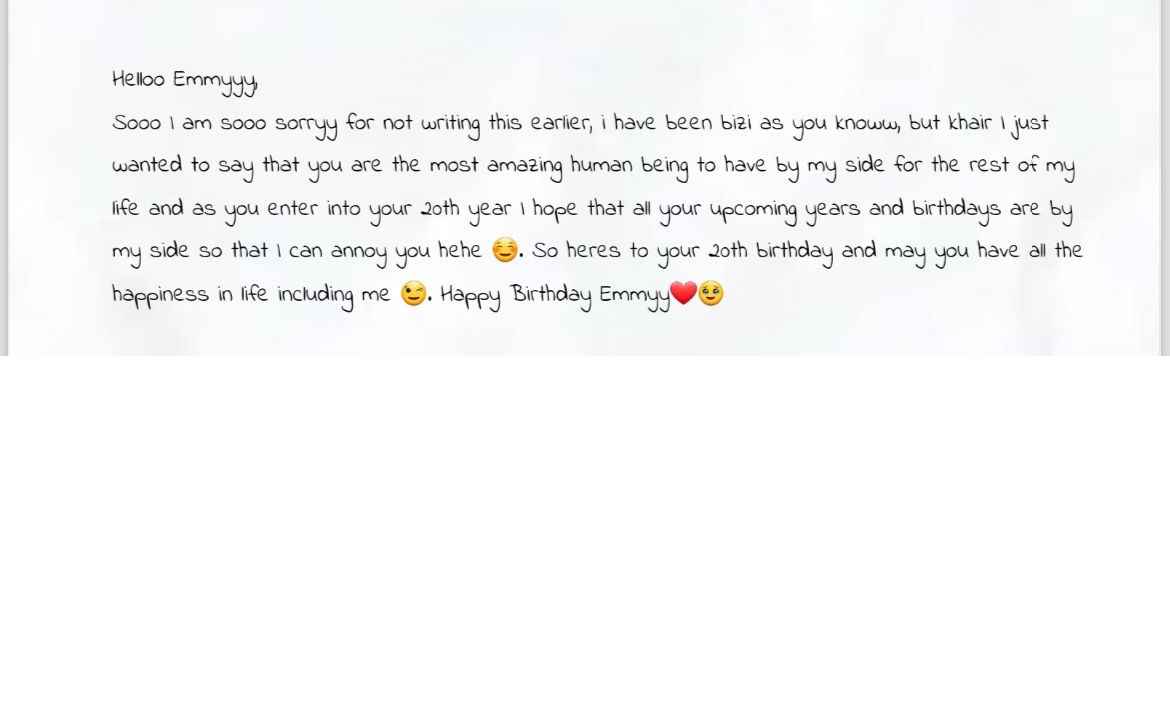 Helloo Emmyyy,
Sooo I am sooo sorryy for not writing this earlier, i have been bizi as youknoww, but khair I just
wanted to say that you are the most amazing human being to have by my side for the rest of my
life and as you enter into your 20th year I hope that all your upcoming years and birthdays are by
my side so that I can annoy you hehe ☺️. So heres to your 20th birthday and may you have all the
happiness in life including me 😉. Happy Birthday Emmyy❤️🥹